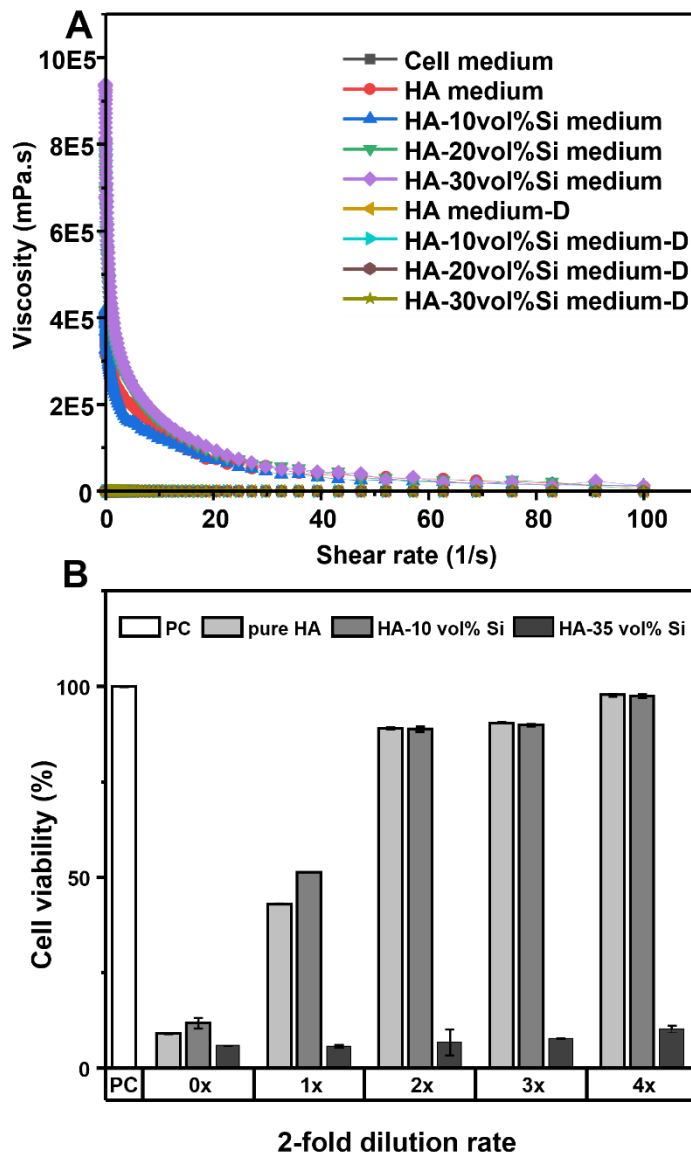 A
10E5
8E5
6E5
4E5
2E5
0
Viscosity (mPa.s)
Cell medium
HA medium
HA-10vol%Si medium
HA-20vol%Si medium
HA-30vol%Si medium
HA medium-D
HA-10vol%Si medium-D
HA-20vol%Si medium-D
HA-30vol%Si medium-D
0 20 40 60 80 100
Shear rate (1/s)
B
PC pure HA HA-10 vol% Si HA-35 vol% Si
100
50
0
Cell viability (%)
PC 0x 1x 2x 3x 4x
2-fold dilution rate